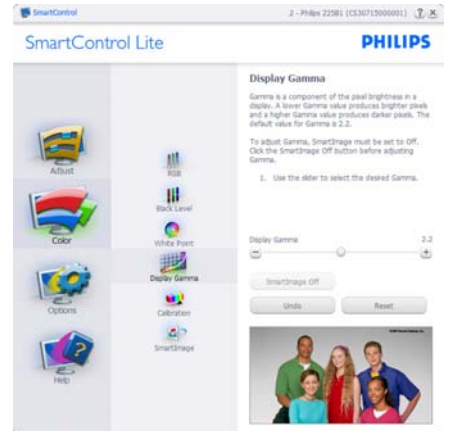 SmartControl
2 - Philips 225B1 (CS30715000001)
SmartControl Lite
PHILIPS
Adjust
Color
Options
Help
RGB
Black Level
White Point
Display Gamma
Calibration
SmartImage
Display Gamma
Gamma is a component of the pixel brightness in a
display. A lower Gamma value produces brighter pixels
and a higher Gamma value produces darker pixels. The
default value for Gamma is 2.2.
To adjust Gamma, SmartImage must be set to Off.
Click the SmartImage Off button before adjusting
Gamma.
1. Use the slider to select the desired Gamma.
Display Gamma 2.2
SmartImage Off
Undo Reset